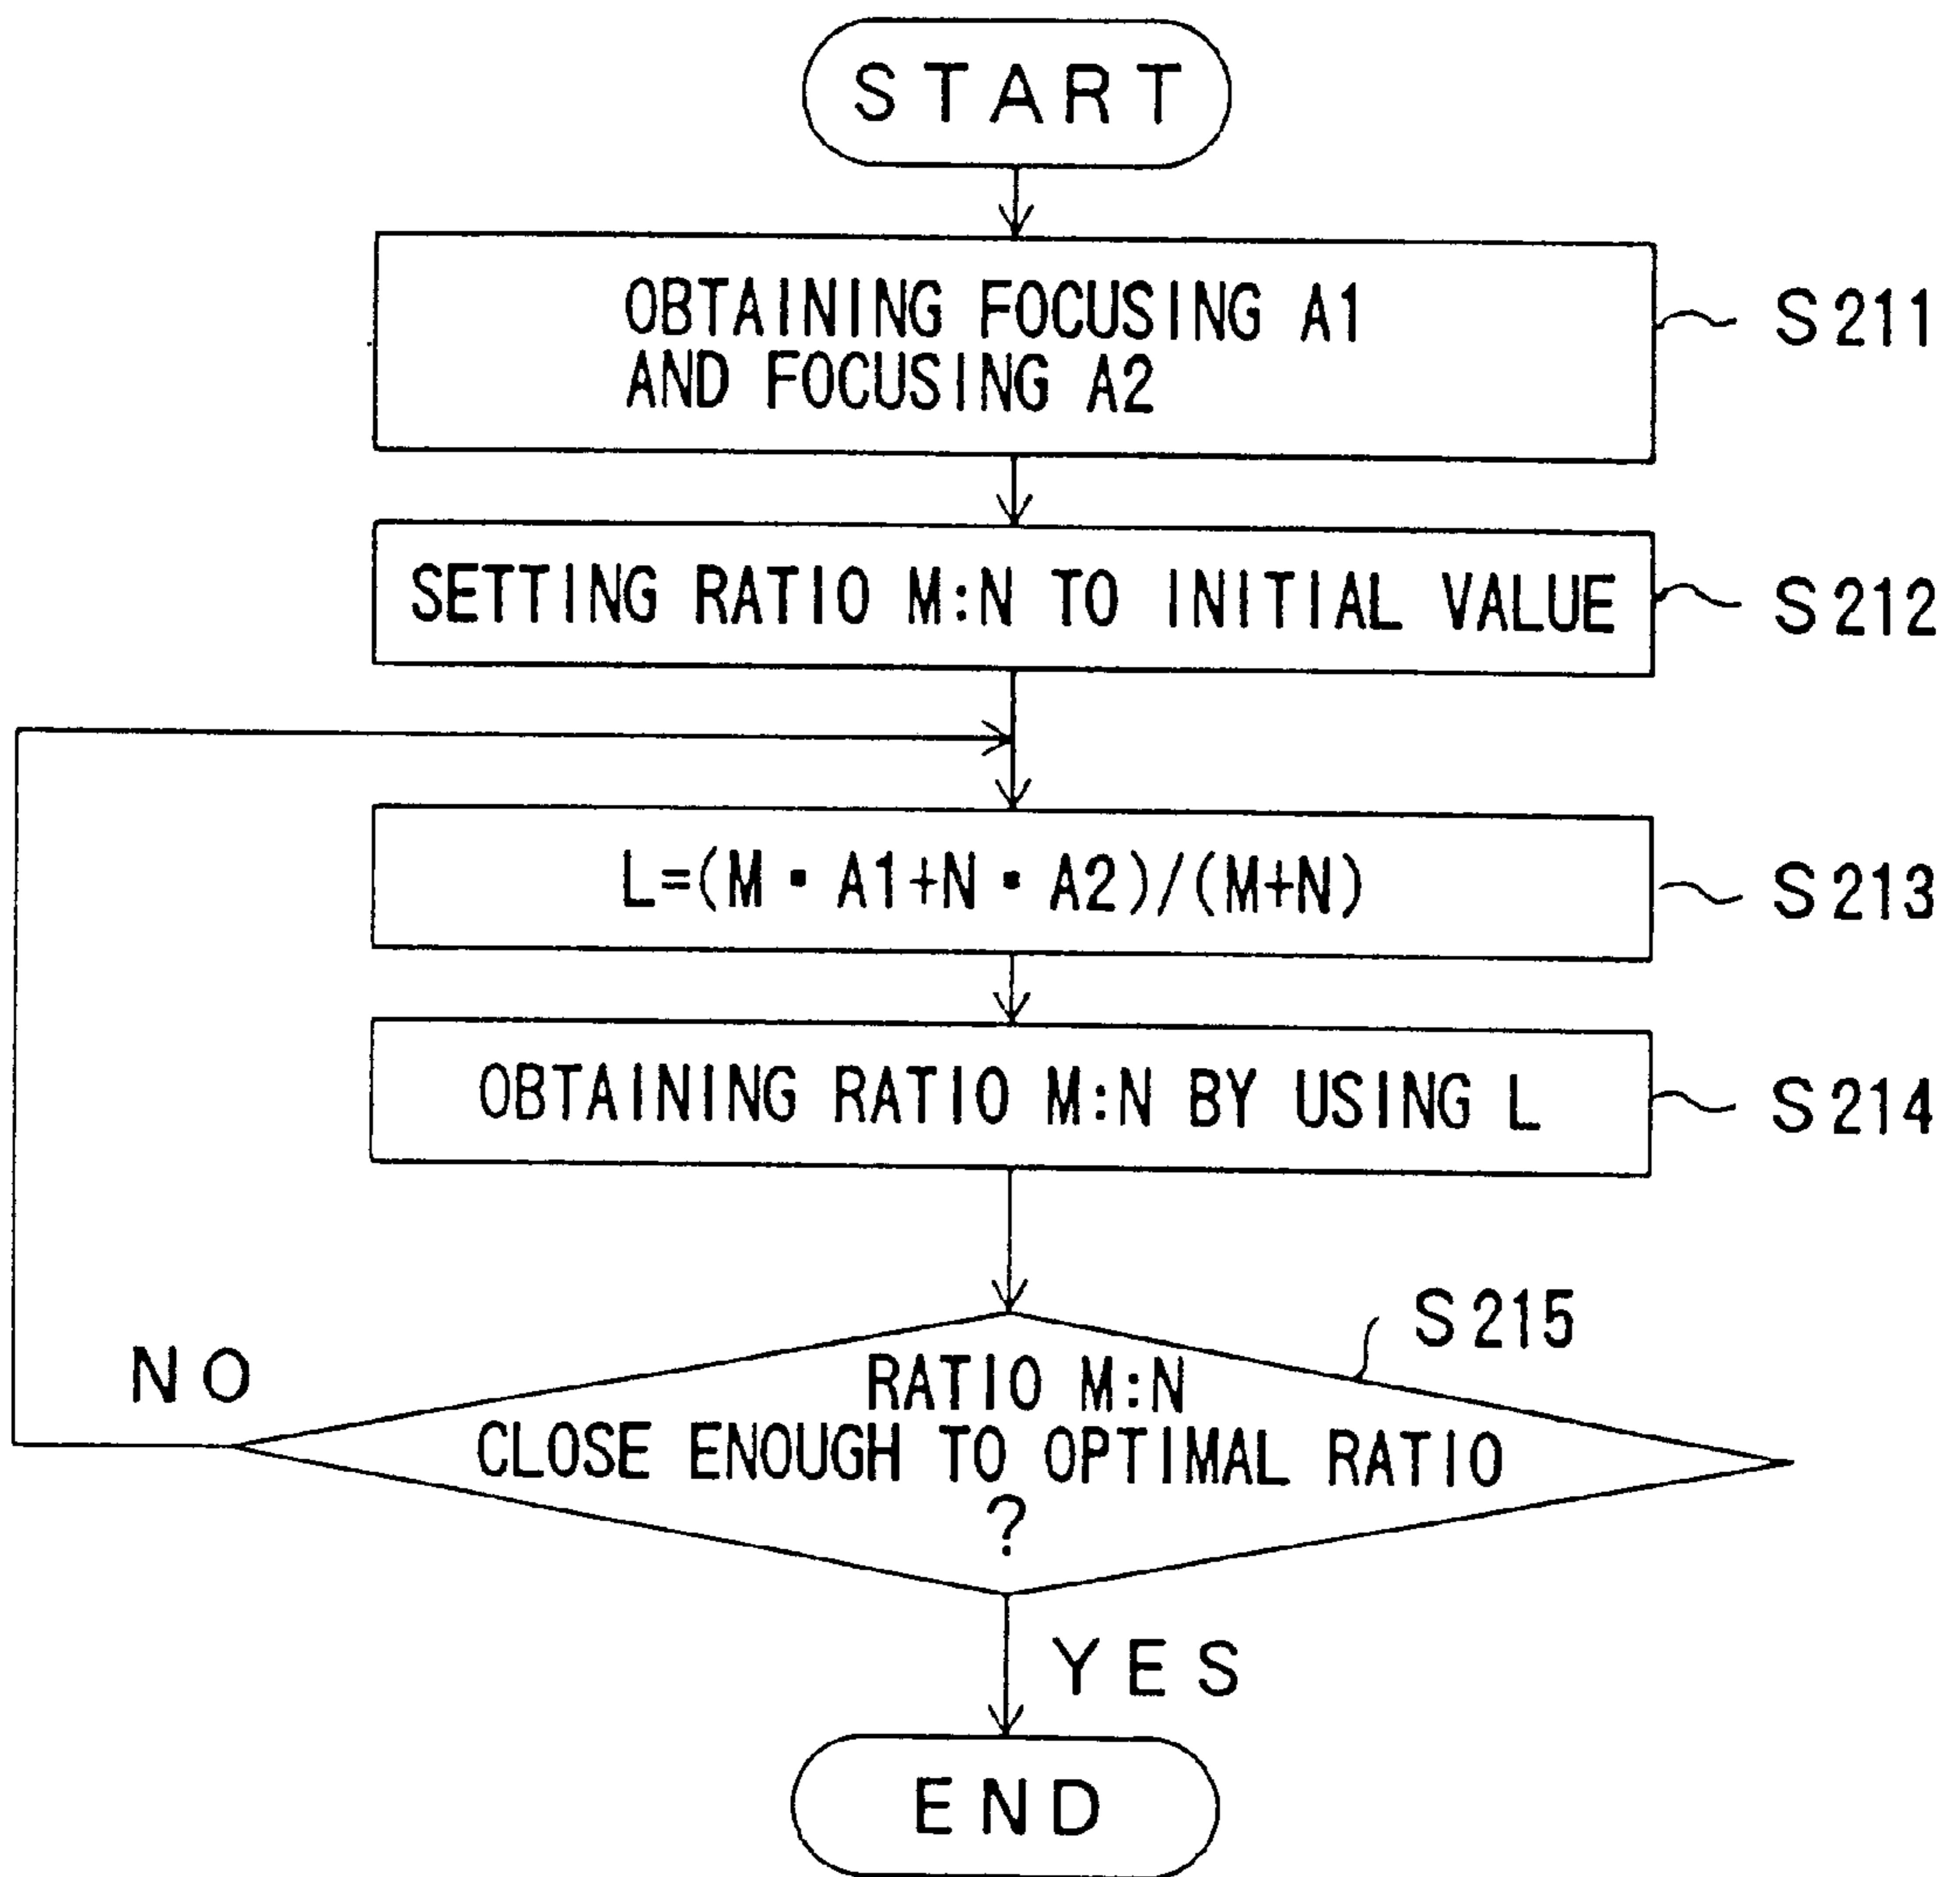 START
OBTAINING FOCUSING A1
AND FOCUSING A2
S211
SETTING RATIO M:N TO INITIAL VALUE
S212
L=(M・A1+N・A2)/(M+N)
S213
OBTAINING RATIO M:N BY USING L
S214
S215
RATIO M:N
CLOSE ENOUGH TO OPTIMAL RATIO
?
NO
YES
END